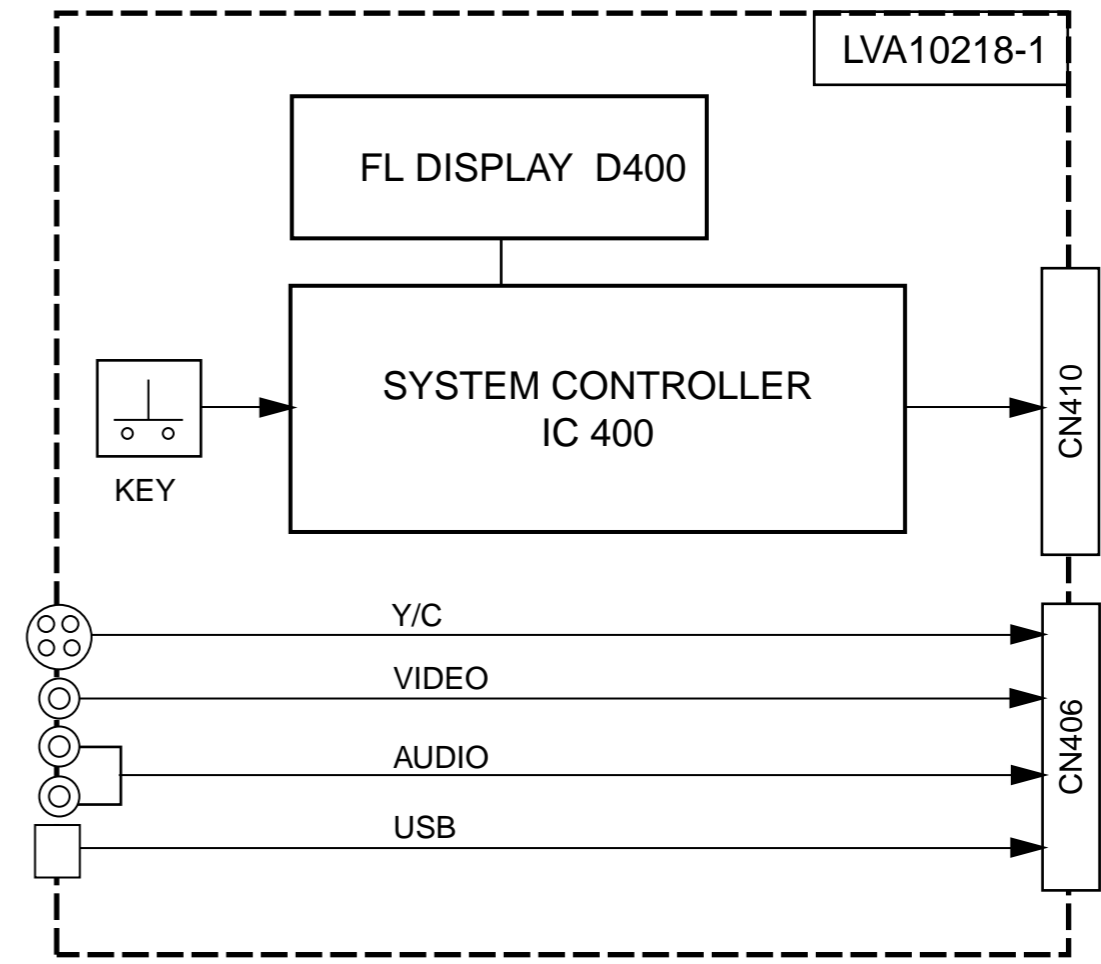 LVA10218-1
FL DISPLAY D400
SYSTEM CONTROLLER
IC 400
KEY
CN410
Y/C
VIDEO
AUDIO
USB
CN406